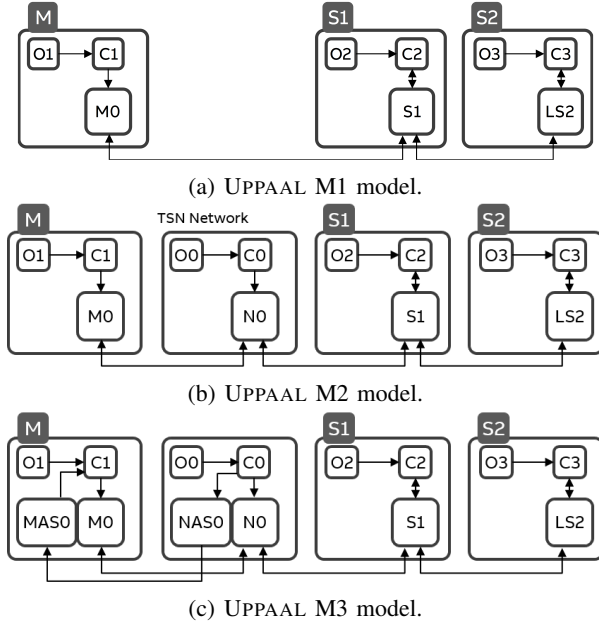 M S1 S2
O1 C1 O2 C2 O3 C3
M0 S1 LS2
(a) UPPAAL M1 model.
TSN Network
M S1 S2
O1 C1 O0 C0 O2 C2 O3 C3
M0 N0 S1 LS2
(b) UPPAAL M2 model.
M S1 S2
O1 C1 O0 C0 O2 C2 O3 C3
MAS0 M0 NAS0 N0 S1 LS2
(c) UPPAAL M3 model.